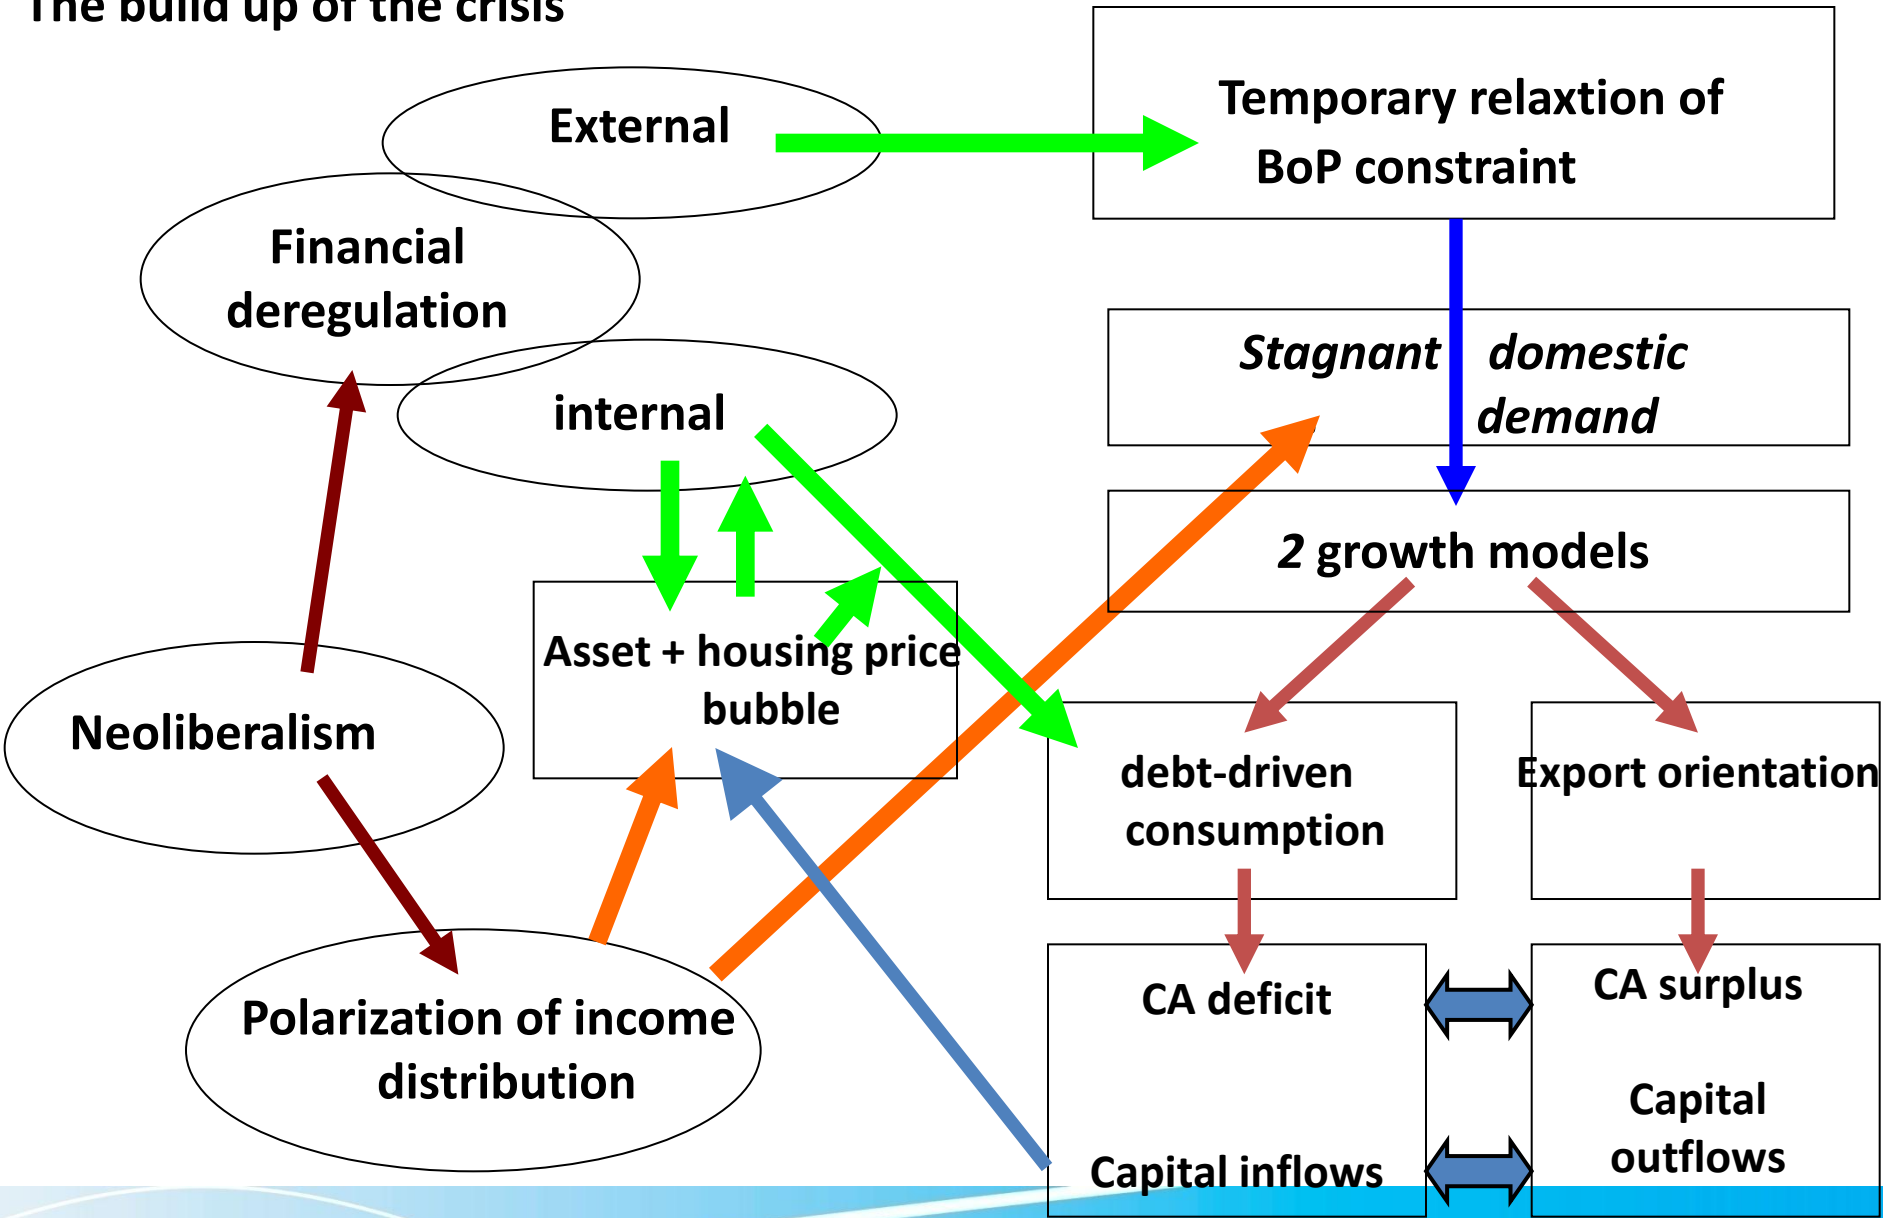 The build up of the crisis
External
Temporary relaxtion of
BoP constraint
Financial
deregulation
Stagnant domestic
demand
internal
2 growth models
Asset + housing price
bubble
Neoliberalism
debt-driven
consumption
Export orientation
Polarization of income
distribution
CA deficit
CA surplus
Capital inflows
Capital
outflows